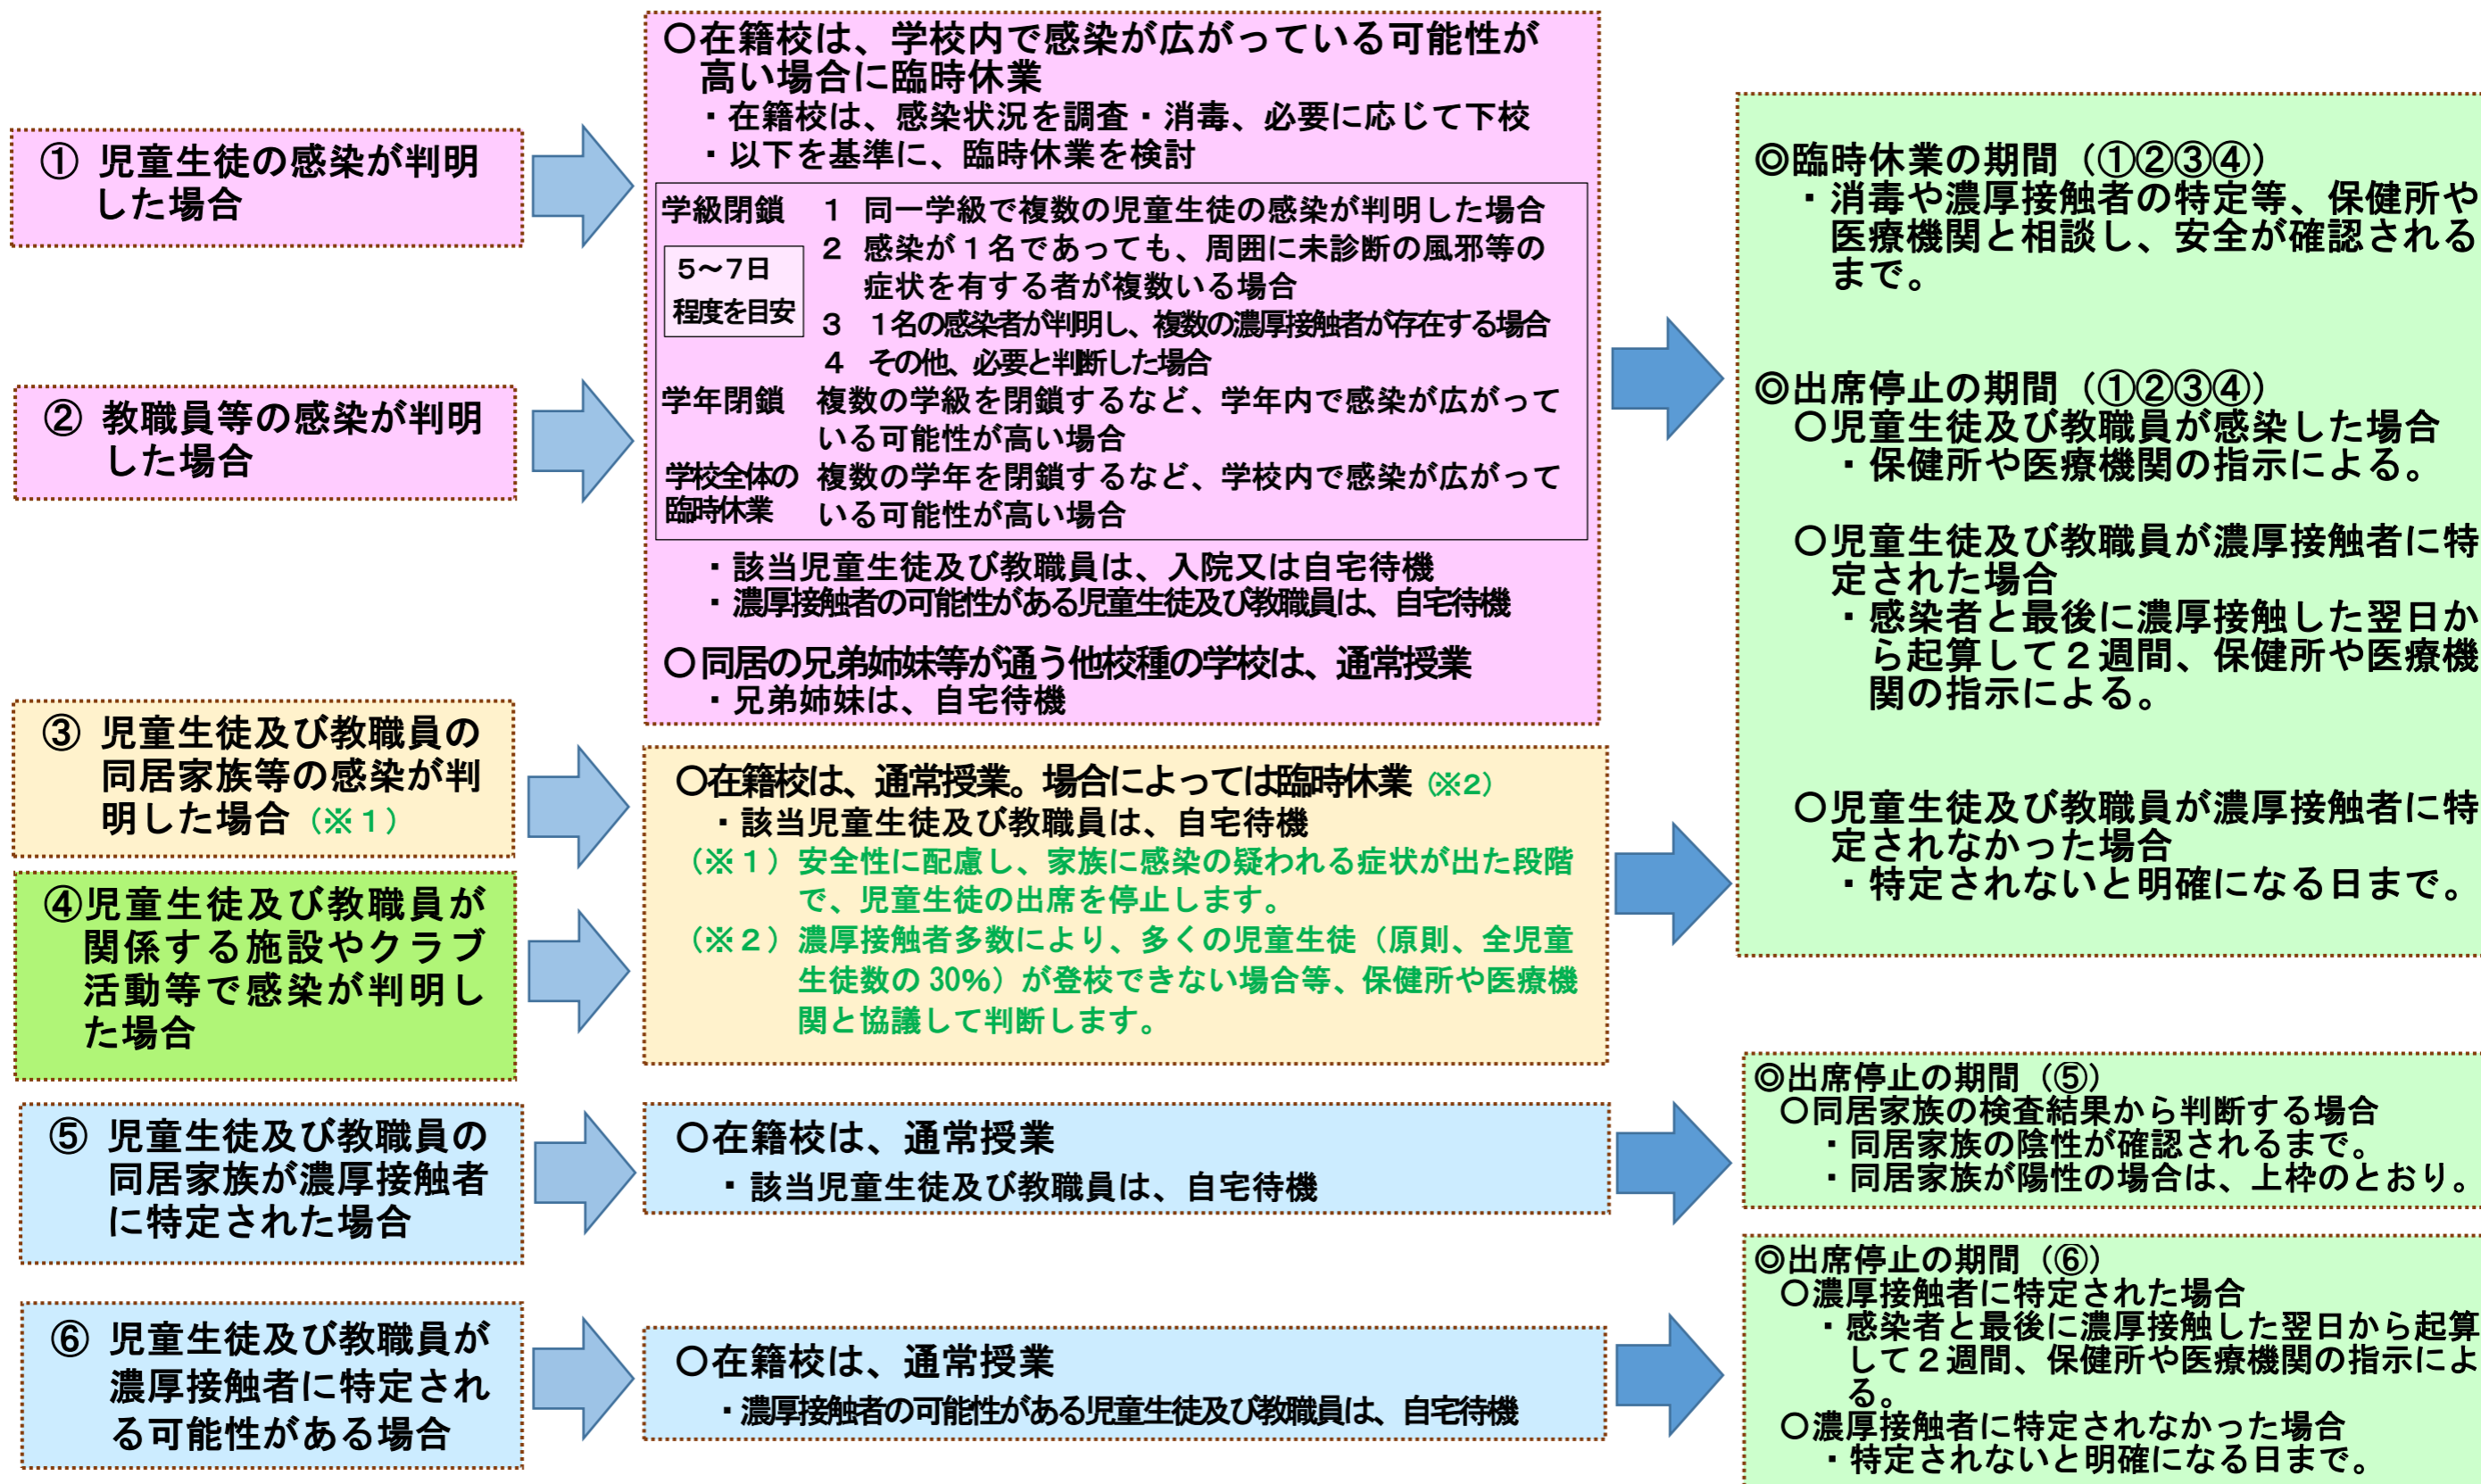 ① 児童生徒の感染が判明
した場合
② 教職員等の感染が判明
した場合
③ 児童生徒及び教職員の
同居家族等の感染が判
明した場合（※１）
④児童生徒及び教職員が
関係する施設やクラブ
活動等で感染が判明し
た場合
⑤ 児童生徒及び教職員の
同居家族が濃厚接触者
に特定された場合
⑥ 児童生徒及び教職員が
濃厚接触者に特定され
る可能性がある場合
○在籍校は、学校内で感染が広がっている可能性が
高い場合に臨時休業
・在籍校は、感染状況を調査・消毒、必要に応じて下校
・以下を基準に、臨時休業を検討
学級閉鎖 １ 同一学級で複数の児童生徒の感染が判明した場合
２ 感染が１名であっても、周囲に未診断の風邪等の
症状を有する者が複数いる場合
３ １名の感染者が判明し、複数の濃厚接触者が存在する場合
４ その他、必要と判断した場合
５～７日
程度を目安
学年閉鎖 複数の学級を閉鎖するなど、学年内で感染が広がって
いる可能性が高い場合
学校全体の 複数の学年を閉鎖するなど、学校内で感染が広がって
臨時休業 いる可能性が高い場合
・該当児童生徒及び教職員は、入院又は自宅待機
・濃厚接触者の可能性がある児童生徒及び教職員は、自宅待機
○同居の兄弟姉妹等が通う他校種の学校は、通常授業
・兄弟姉妹は、自宅待機
○在籍校は、通常授業。場合によっては臨時休業（※２）
・該当児童生徒及び教職員は、自宅待機
（※１）安全性に配慮し、家族に感染の疑われる症状が出た段階
で、児童生徒の出席を停止します。
（※２）濃厚接触者多数により、多くの児童生徒（原則、全児童
生徒数の 30%）が登校できない場合等、保健所や医療機
関と協議して判断します。
○在籍校は、通常授業
・該当児童生徒及び教職員は、自宅待機
○在籍校は、通常授業
・濃厚接触者の可能性がある児童生徒及び教職員は、自宅待機
◎臨時休業の期間（①②③④）
・消毒や濃厚接触者の特定等、保健所や
医療機関と相談し、安全が確認される
まで。
◎出席停止の期間（①②③④）
○児童生徒及び教職員が感染した場合
・保健所や医療機関の指示による。
○児童生徒及び教職員が濃厚接触者に特
定された場合
・感染者と最後に濃厚接触した翌日か
ら起算して２週間、保健所や医療機
関の指示による。
○児童生徒及び教職員が濃厚接触者に特
定されなかった場合
・特定されないと明確になる日まで。
◎出席停止の期間（⑤）
○同居家族の検査結果から判断する場合
・同居家族の陰性が確認されるまで。
・同居家族が陽性の場合は、上枠のとおり。
◎出席停止の期間（⑥）
○濃厚接触者に特定された場合
・感染者と最後に濃厚接触した翌日から起算
して２週間、保健所や医療機関の指示によ
る。
○濃厚接触者に特定されなかった場合
・特定されないと明確になる日まで。